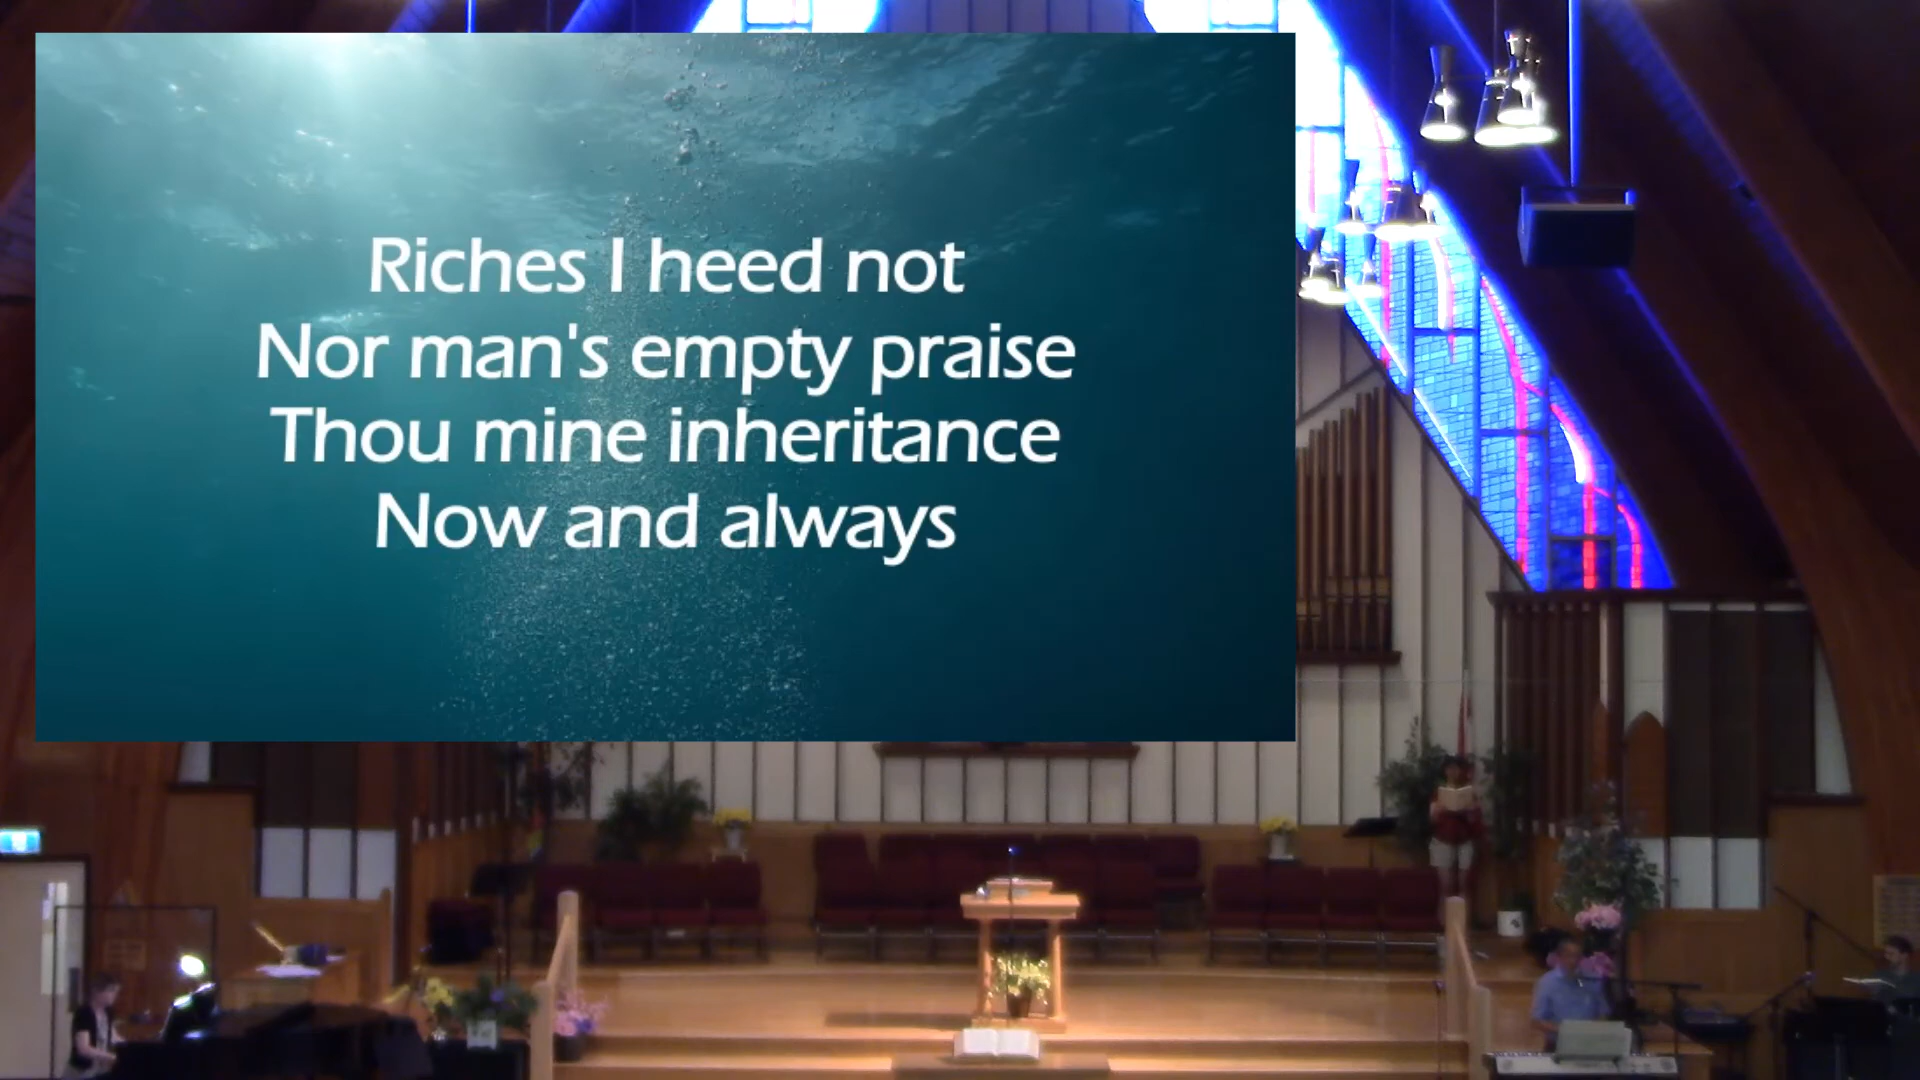 Riches I heed not
Nor man's empty praise
Thou mine inheritance
Now and always